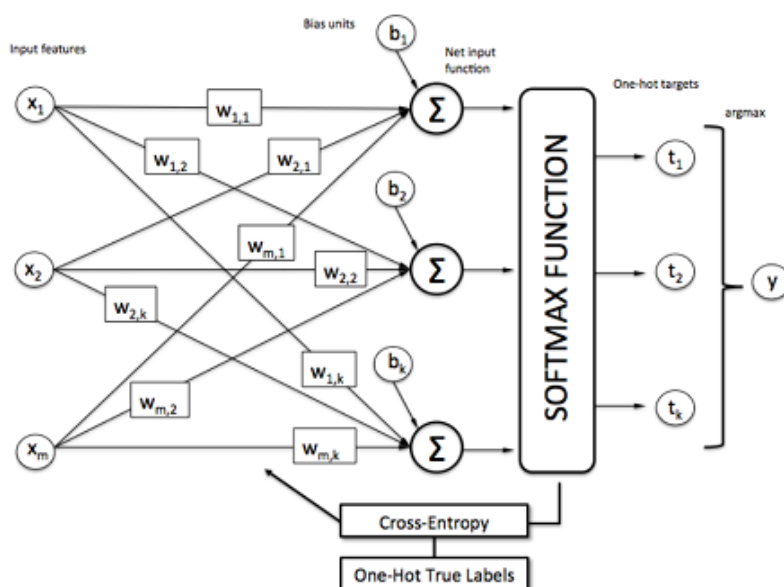 Input features
Bias units
b1
Net input
function
One-hot targets
argmax
x1
w1,1
Σ
w1,2
w2,1
t1
b2
x2
wm,1
w2,2
Σ
SOFTMAX FUNCTION
t2
y
w2,k
bk
w1,k
wm,2
tk
xm
wm,k
Σ
Cross-Entropy
One-Hot True Labels